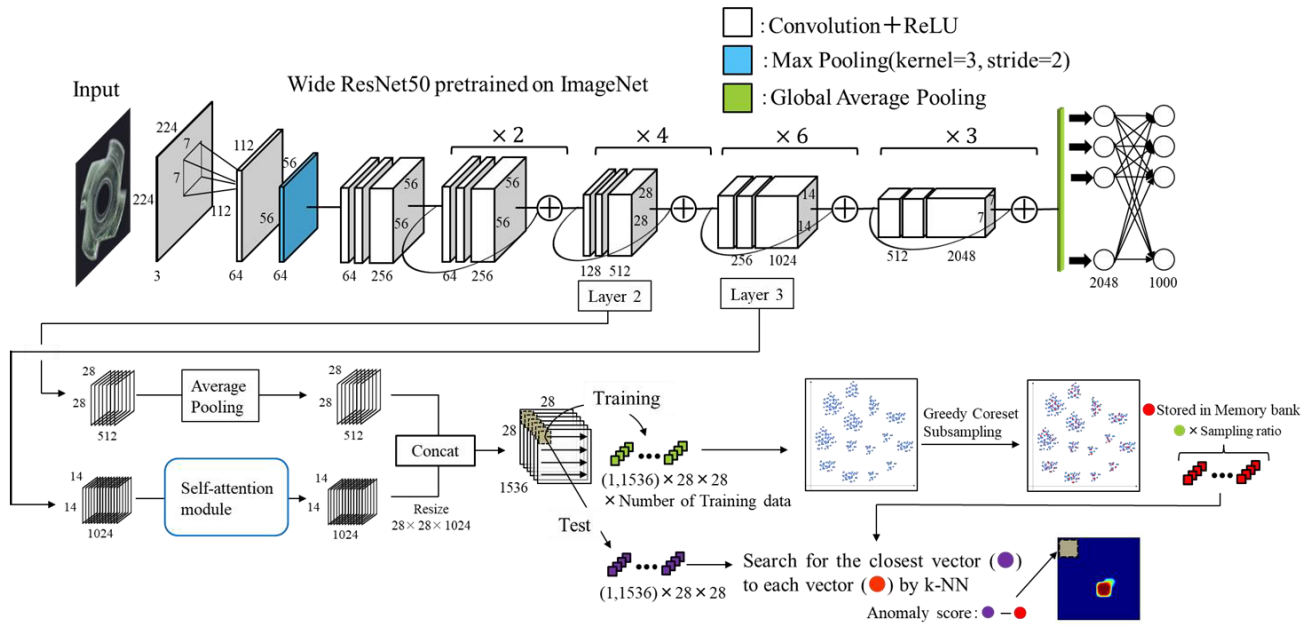 : Convolution+ReLU
: Max Pooling(kernel=3, stride=2)
: Global Average Pooling
Wide ResNet50 pretrained on ImageNet
Input
× 2
× 4
× 6
× 3
224
7
7
224
3
112
112
64
56
56
64
56
56
64
256
56
56
64
256
28
28
128
512
14
14
256
1024
7
7
512
2048
2048
1000
Layer 2
Layer 3
28
28
512
Average
Pooling
28
28
512
14
14
1024
Self-attention
module
14
14
1024
Concat
Resize
28×28×1024
28
28
1536
Training
(1,1536)×28×28
×Number of Training data
Test
(1,1536)×28×28
Greedy Coreset
Subsampling
Stored in Memory bank
× Sampling ratio
Search for the closest vector ( )
to each vector ( ) by k-NN
Anomaly score : −